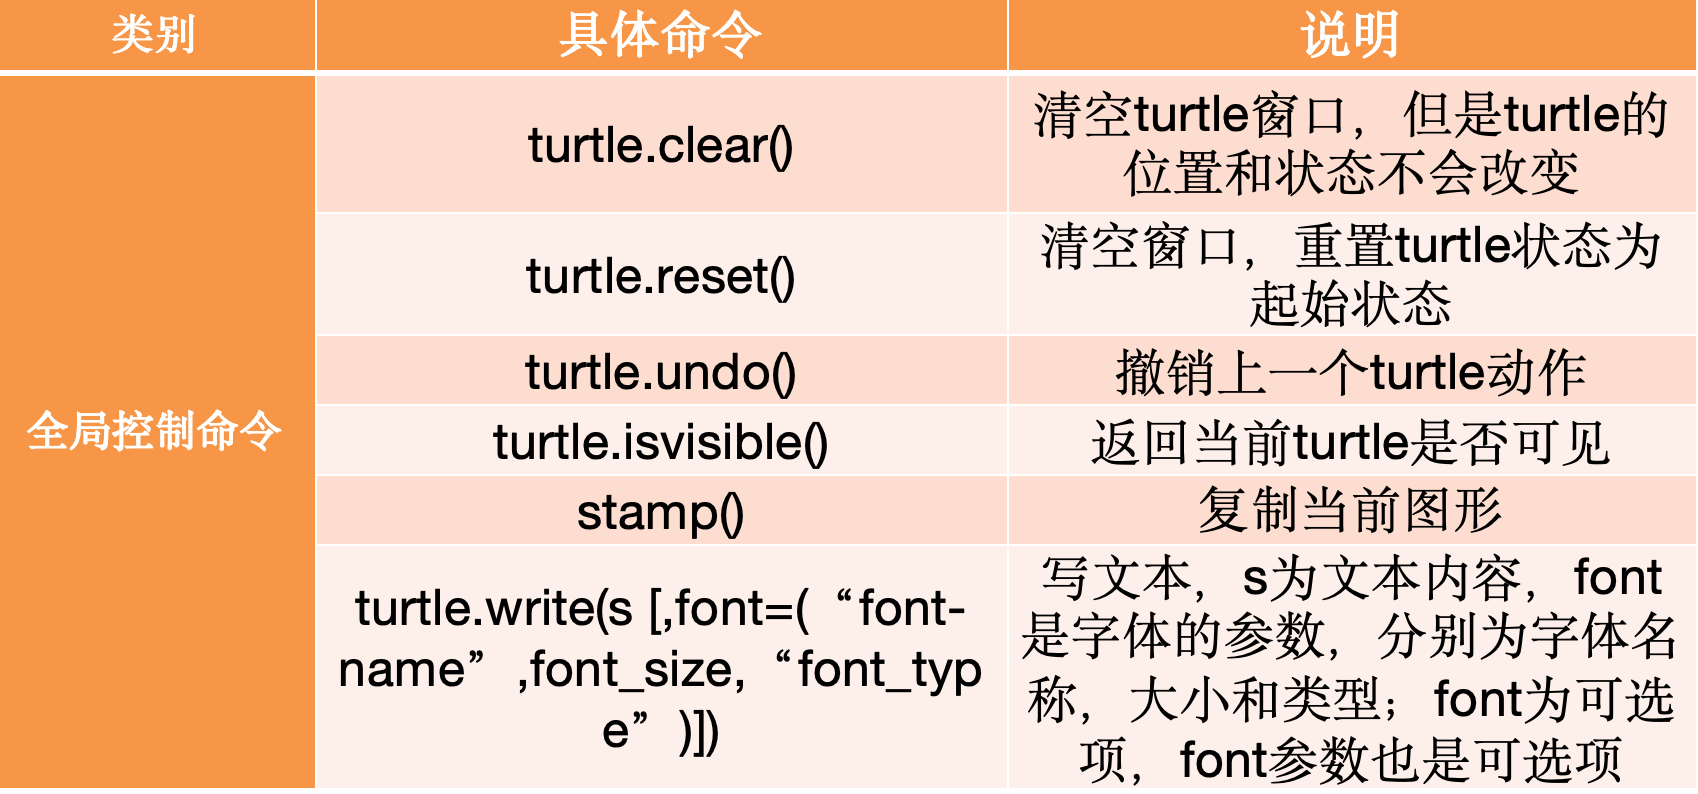 类别
具体命令
说明
全局控制命令
turtle.clear()
清空turtle窗口，但是turtle的
位置和状态不会改变
turtle.reset()
清空窗口，重置turtle状态为
起始状态
turtle.undo()
撤销上一个turtle动作
turtle.isvisible()
返回当前turtle是否可见
stamp()
复制当前图形
turtle.write(s [,font=(“font-
name”,font_size,“font_typ
e”)])
写文本，s为文本内容，font
是字体的参数，分别为字体名
称，大小和类型；font为可选
项，font参数也是可选项